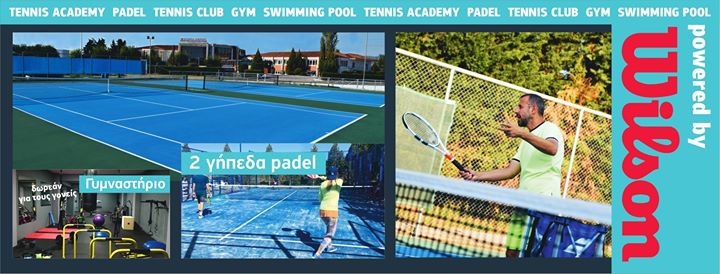 TENNIS ACADEMY PADEL TENNIS CLUB GYM SWIMMING POOL TENNIS ACADEMY PADEL TENNIS CLUB GYM SWIMMING POOL
2 γήπεδα padel
Γυμναστήριο
δωρεάν
για τους γονείς
powered by
Wilson